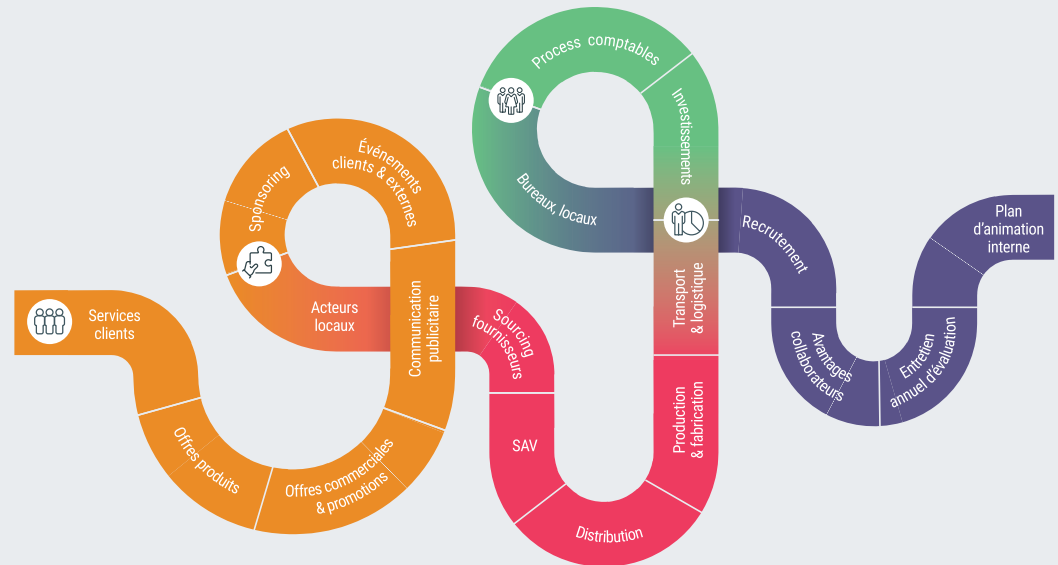 Services
clients
Offres produits
Offres commerciales
& promotions
Communication
publicitaire
Événements
clients & externes
Sponsoring
Acteurs
locaux
Sourcing
fournisseurs
SAV
Distribution
Production
& fabrication
Transport
& logistique
Investissements
Process comptables
Bureaux, locaux
Recrutement
Avantages
collaborateurs
Entretien
annuel d'évaluation
Plan
d'animation
interne